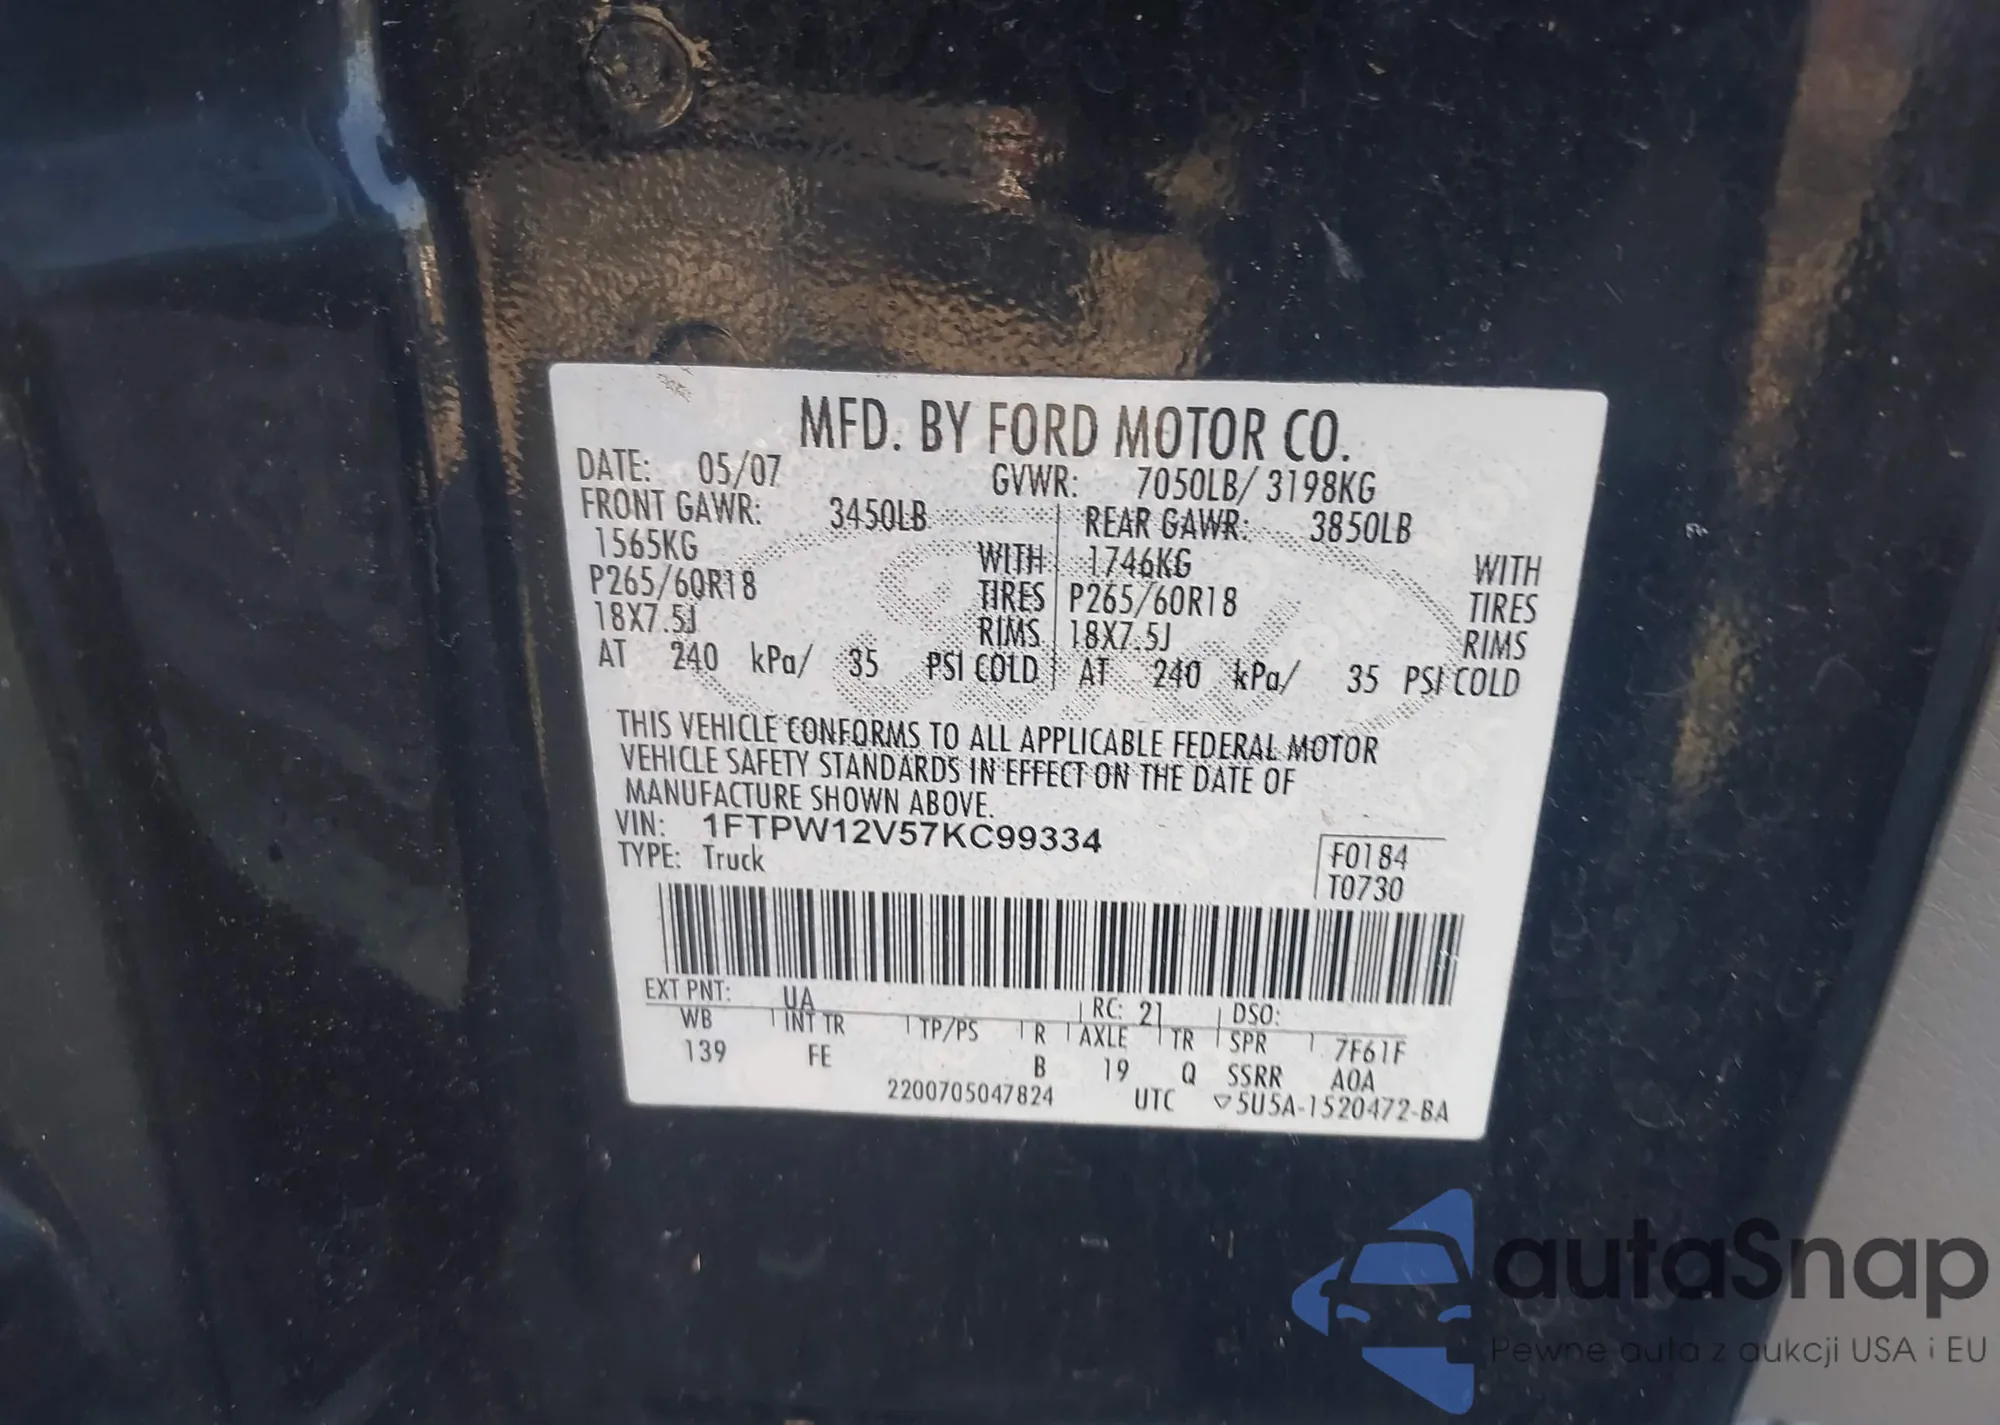 MFD. BY FORD MOTOR CO.
DATE: 05/07 GVWR: 7050LB/ 3198KG
FRONT GAWR: 3450LB REAR GAWR: 3850LB
1565KG WITH 1746KG WITH
P265/60R18 TIRES P265/60R18 TIRES
18X7.5J RIMS 18X7.5J RIMS
AT 240 kPa/ 35 PSI COLD AT 240 kPa/ 35 PSI COLD
THIS VEHICLE CONFORMS TO ALL APPLICABLE FEDERAL MOTOR
VEHICLE SAFETY STANDARDS IN EFFECT ON THE DATE OF
MANUFACTURE SHOWN ABOVE.
VIN: 1FTPW12V57KC99334
TYPE: Truck
F0184
T0730
EXT PNT: UA RC: 21 DSO:
WB INT TR TP/PS R AXLE TR SPR 7F61F
139 FE B 19 Q SSRR A0A
2200705047824 UTC ▽5U5A-1520472-BA
autaSnap
Pewne auta z aukcji USA i EU